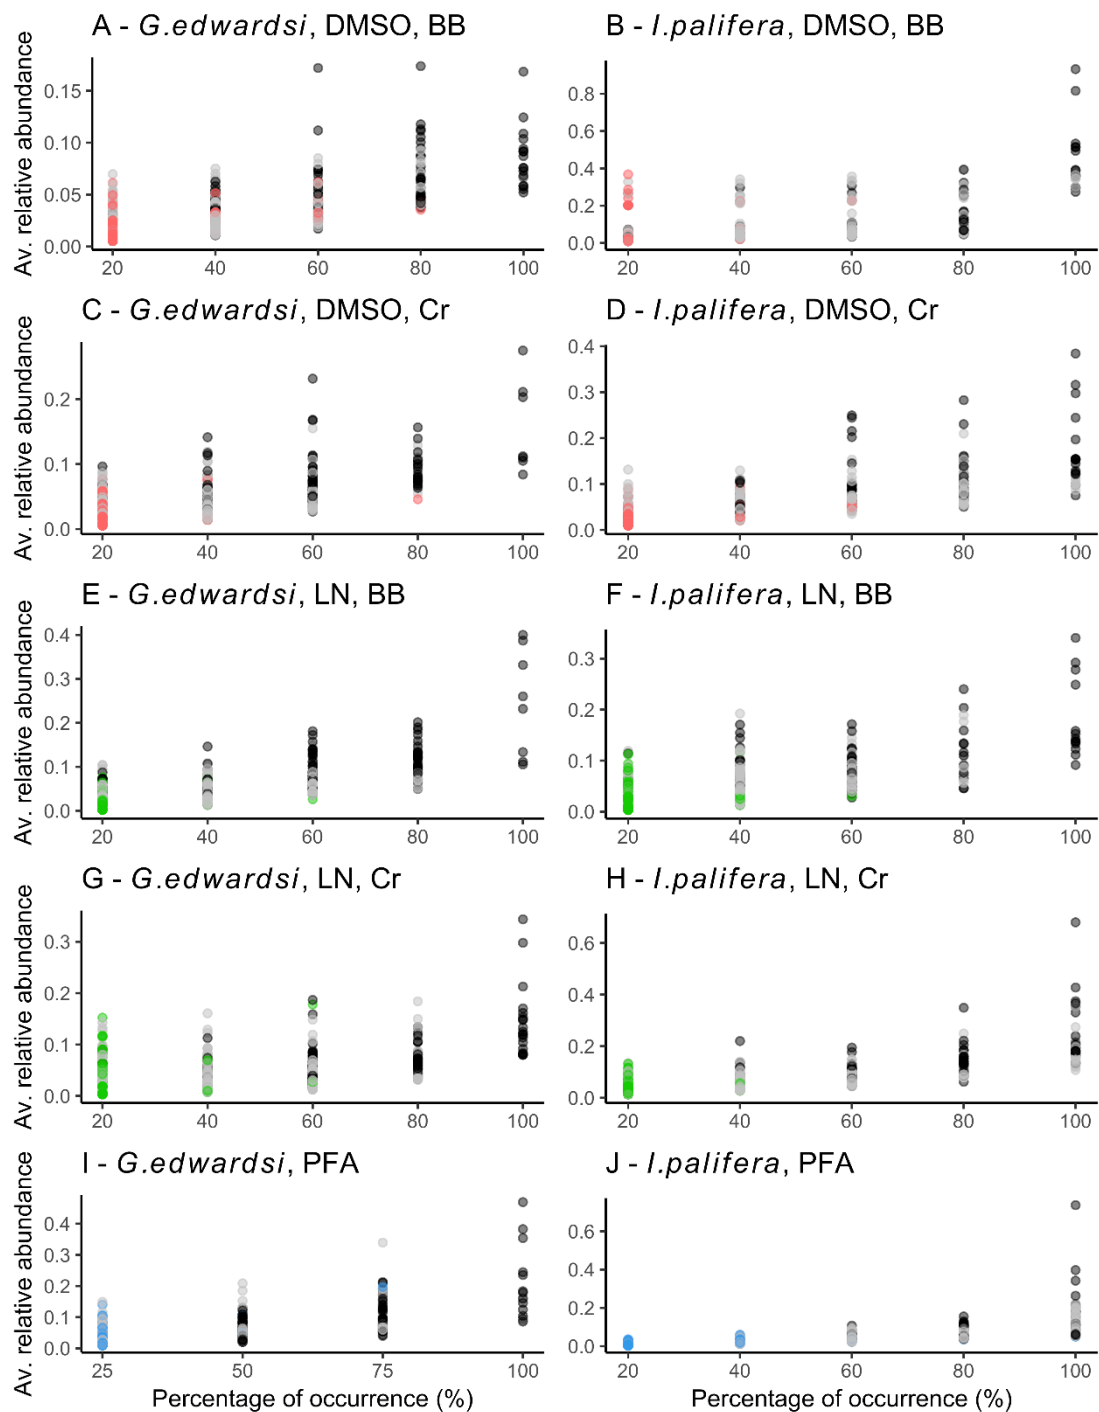 A - G.edwardsi, DMSO, BB
B - I.palifera, DMSO, BB
Av. relative abundance
0.15
0.10
0.05
0.00
20 40 60 80 100
0.8
0.6
0.4
0.2
0.0
20 40 60 80 100
C - G.edwardsi, DMSO, Cr
D - I.palifera, DMSO, Cr
Av. relative abundance
0.2
0.1
0.0
20 40 60 80 100
0.4
0.3
0.2
0.1
0.0
20 40 60 80 100
E - G.edwardsi, LN, BB
F - I.palifera, LN, BB
Av. relative abundance
0.4
0.3
0.2
0.1
0.0
20 40 60 80 100
0.3
0.2
0.1
0.0
20 40 60 80 100
G - G.edwardsi, LN, Cr
H - I.palifera, LN, Cr
Av. relative abundance
0.3
0.2
0.1
0.0
20 40 60 80 100
0.6
0.4
0.2
0.0
20 40 60 80 100
I - G.edwardsi, PFA
J - I.palifera, PFA
Av. relative abundance
0.4
0.3
0.2
0.1
0.0
25 50 75 100
Percentage of occurrence (%)
0.6
0.4
0.2
0.0
20 40 60 80 100
Percentage of occurrence (%)